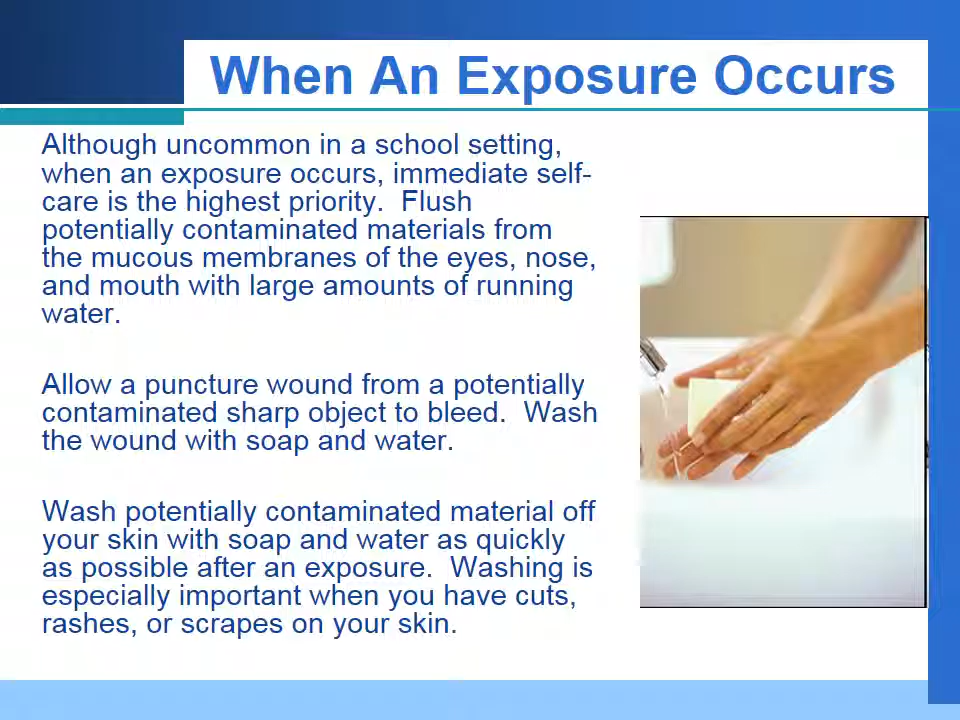 When An Exposure Occurs
Although uncommon in a school setting,
when an exposure occurs, immediate self-
care is the highest priority.  Flush
potentially contaminated materials from
the mucous membranes of the eyes, nose,
and mouth with large amounts of running
water.
Allow a puncture wound from a potentially
contaminated sharp object to bleed.  Wash
the wound with soap and water.
Wash potentially contaminated material off
your skin with soap and water as quickly
as possible after an exposure.  Washing is
especially important when you have cuts,
rashes, or scrapes on your skin.